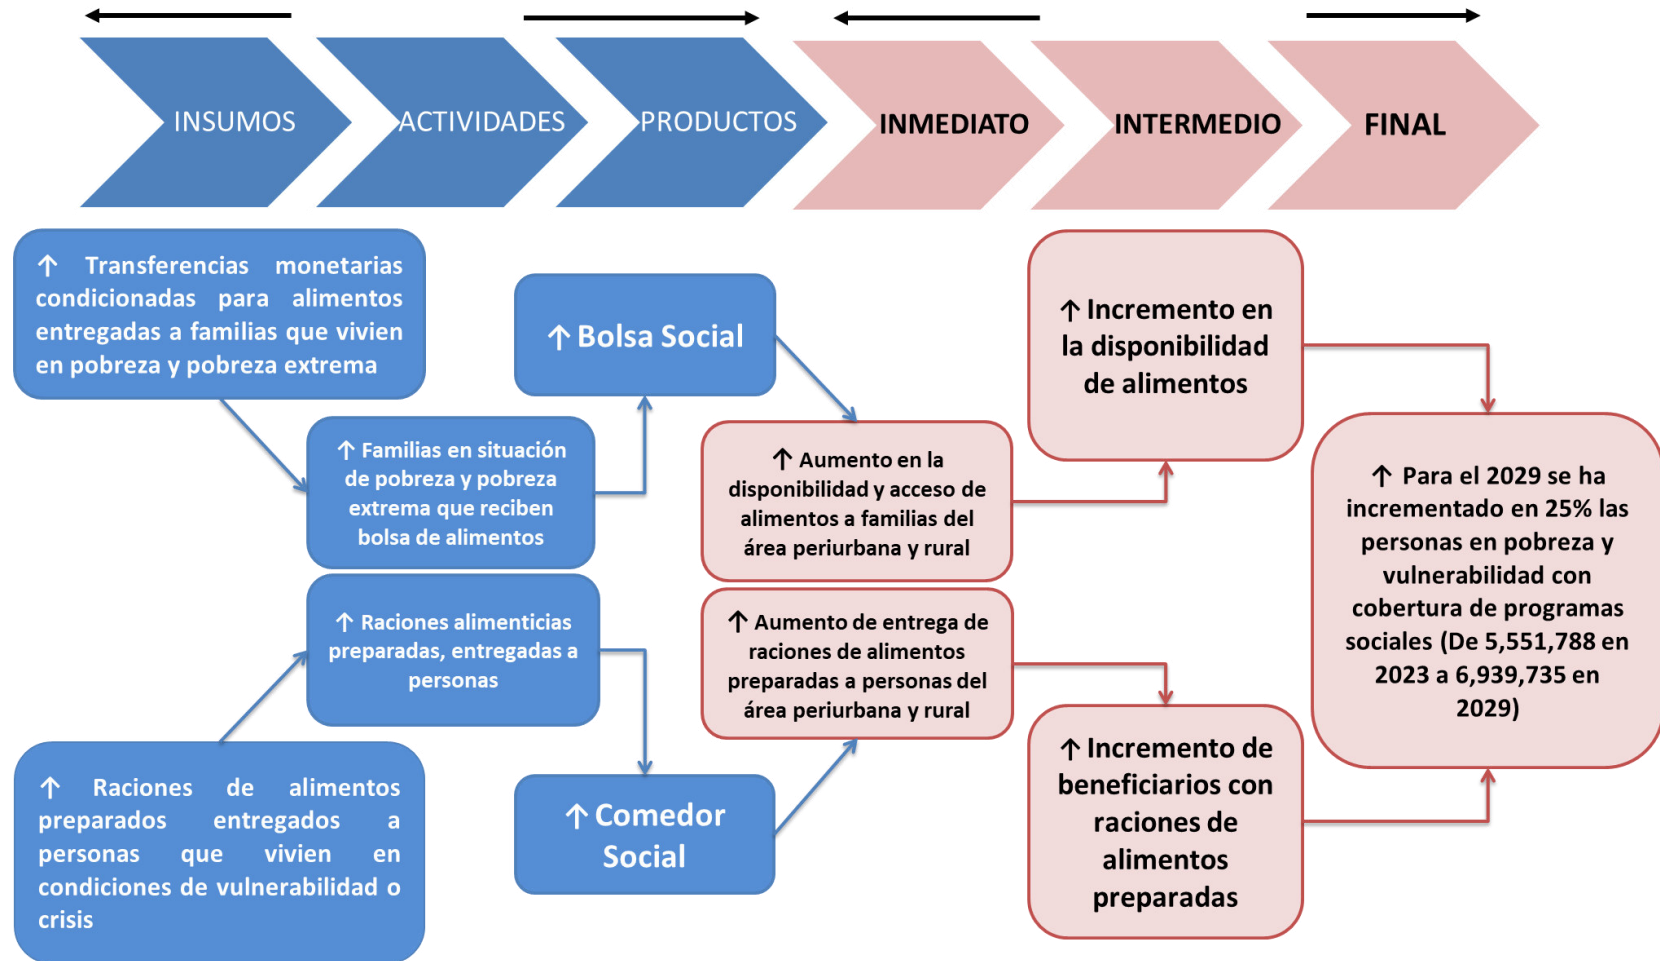 INSUMOS
ACTIVIDADES
PRODUCTOS
INMEDIATO
INTERMEDIO
FINAL
↑ Transferencias monetarias
condicionadas para alimentos
entregadas a familias que vivien
en pobreza y pobreza extrema
↑ Familias en situación
de pobreza y pobreza
extrema que reciben
bolsa de alimentos
↑ Bolsa Social
↑ Aumento en la
disponibilidad y acceso de
alimentos a familias del
área periurbana y rural
↑ Incremento en
la disponibilidad
de alimentos
↑ Para el 2029 se ha
incrementado en 25% las
personas en pobreza y
vulnerabilidad con
cobertura de programas
sociales (De 5,551,788 en
2023 a 6,939,735 en
2029)
↑ Raciones de alimentos
preparados entregados a
personas que vivien en
condiciones de vulnerabilidad o
crisis
↑ Raciones alimenticias
preparadas, entregadas a
personas
↑ Comedor
Social
↑ Aumento de entrega de
raciones de alimentos
preparadas a personas del
área periurbana y rural
↑ Incremento de
beneficiarios con
raciones de
alimentos
preparadas